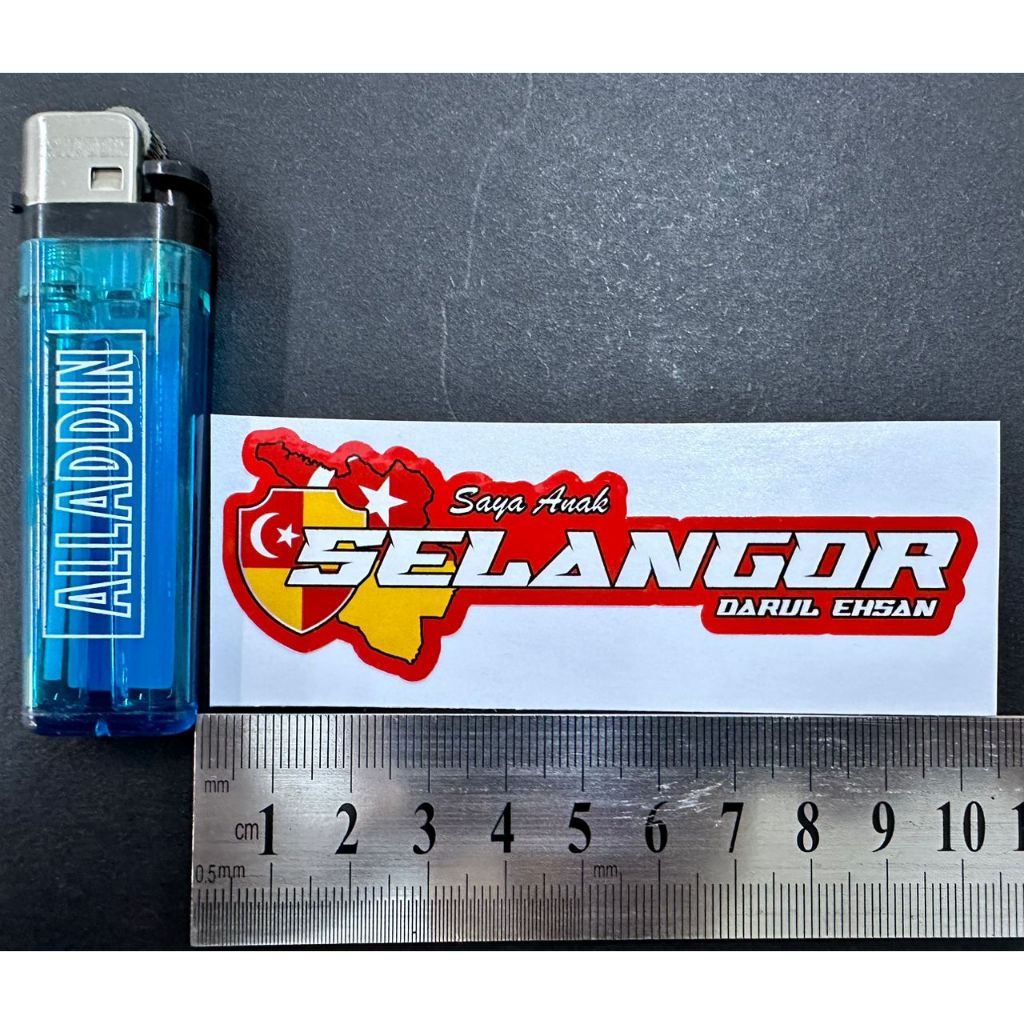 ALLADDIN
Saya Anak
SELANGOR
DARUL EHSAN
mm
cm 1 2 3 4 5 6 7 8 9 10
0.5mm mm